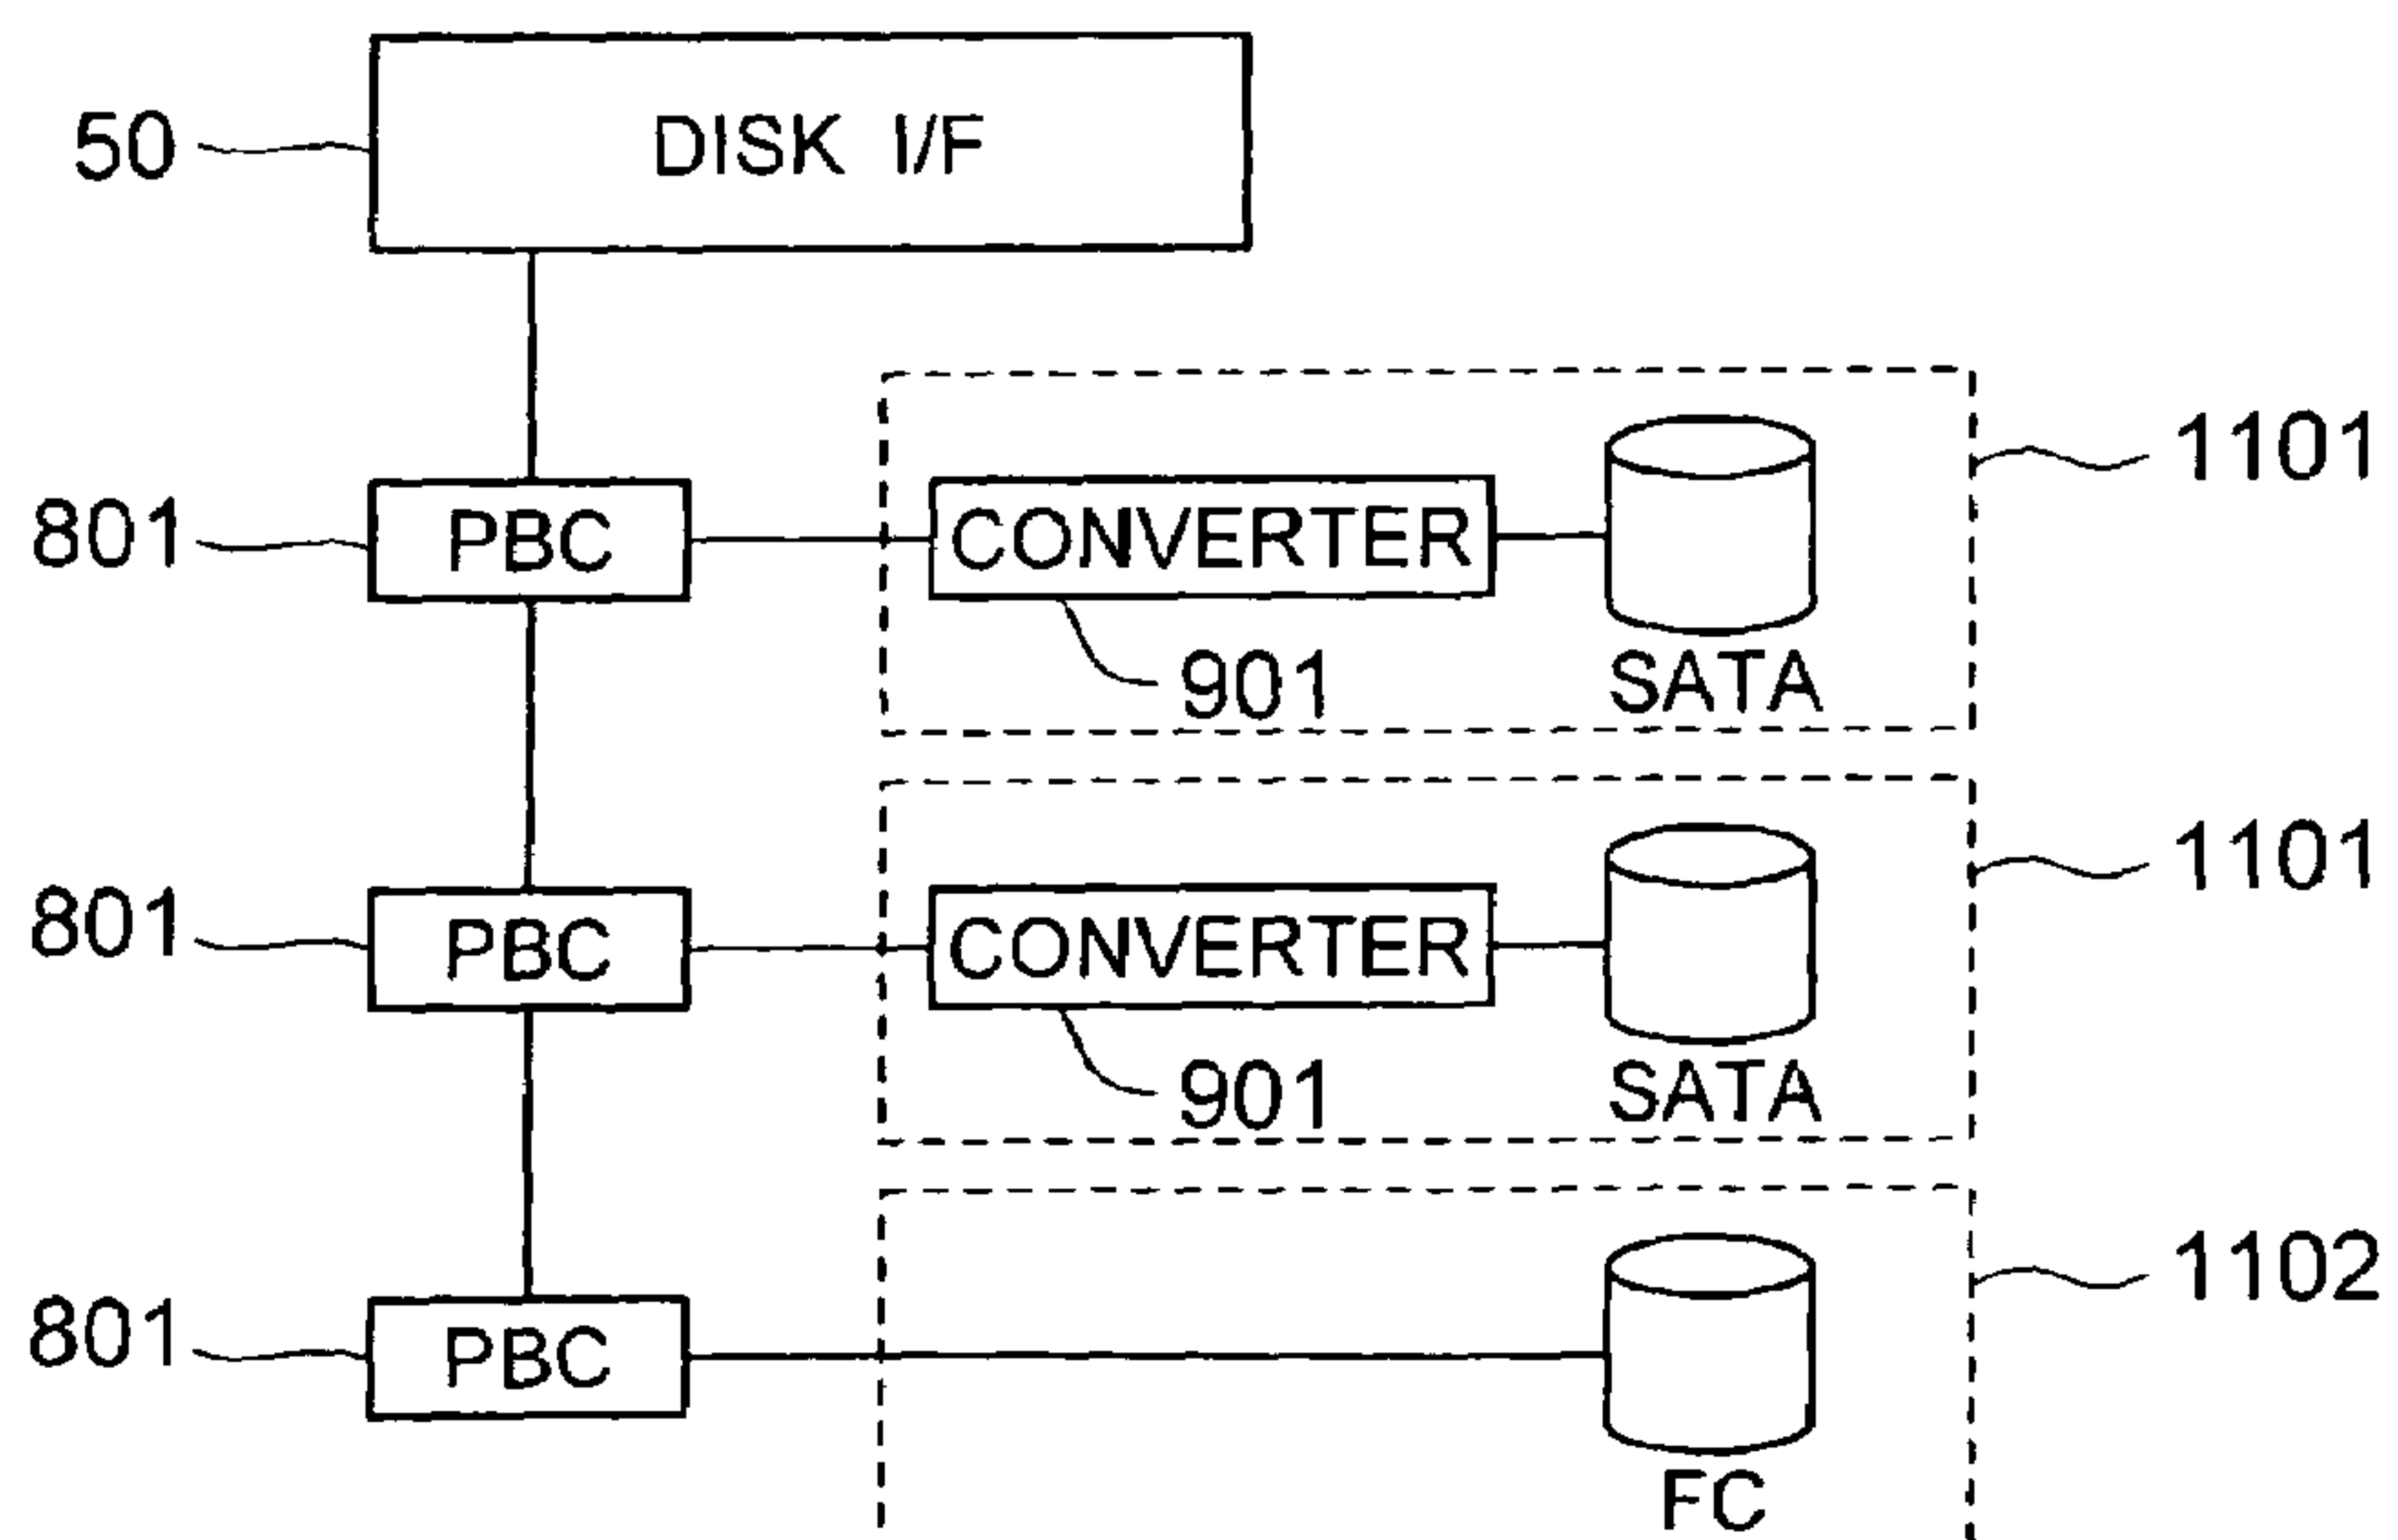 50
DISK I/F
1101
801
PBC
CONVERTER
901
SATA
1101
801
PBC
CONVERTER
901
SATA
1102
801
PBC
FC